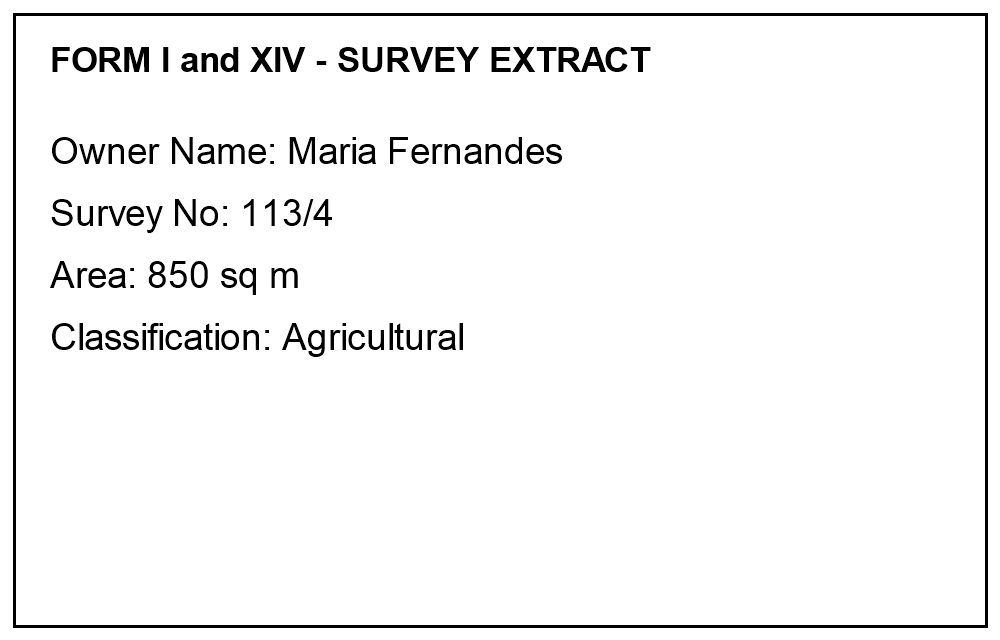 FORM I and XIV - SURVEY EXTRACT
Owner Name: Maria Fernandes
Survey No: 113/4
Area: 850 sq m
Classification: Agricultural